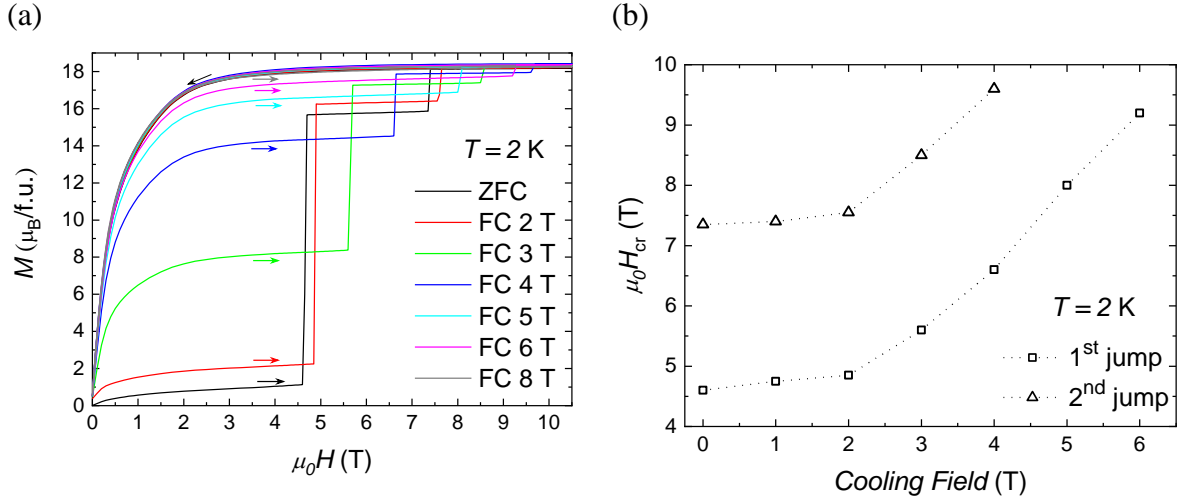 (a)
18
16
14
12
10
8
6
4
2
0
M (μB/f.u.)
T = 2 K
ZFC
FC 2 T
FC 3 T
FC 4 T
FC 5 T
FC 6 T
FC 8 T
0 1 2 3 4 5 6 7 8 9 10
μ0H (T)
(b)
10
9
8
7
6
5
4
μ0Hcr (T)
T = 2 K
1st jump
2nd jump
0 1 2 3 4 5 6
Cooling Field (T)